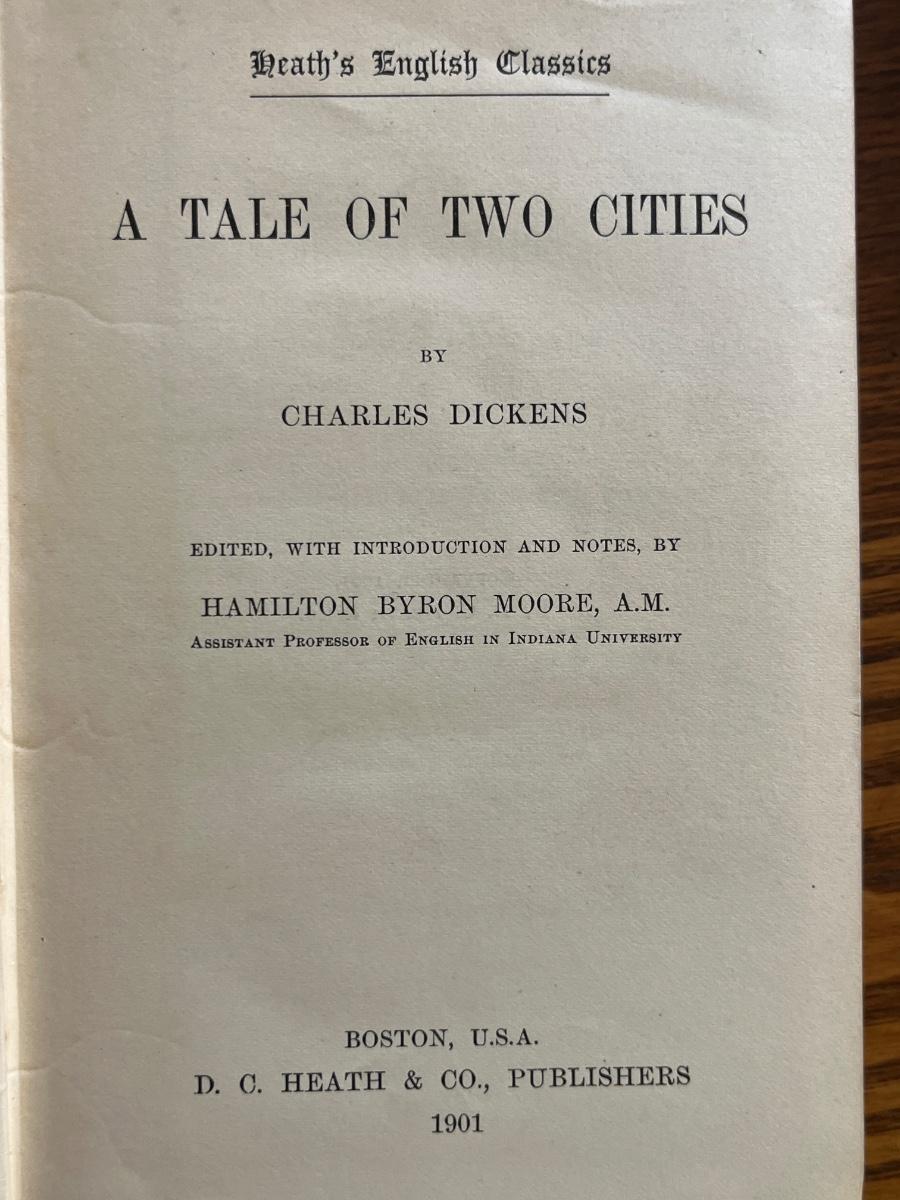 Heath's English Classics
A TALE OF TWO CITIES
BY
CHARLES DICKENS
EDITED, WITH INTRODUCTION AND NOTES, BY
HAMILTON BYRON MOORE, A.M.
ASSISTANT PROFESSOR OF ENGLISH IN INDIANA UNIVERSITY
BOSTON, U.S.A.
D. C. HEATH & CO., PUBLISHERS
1901